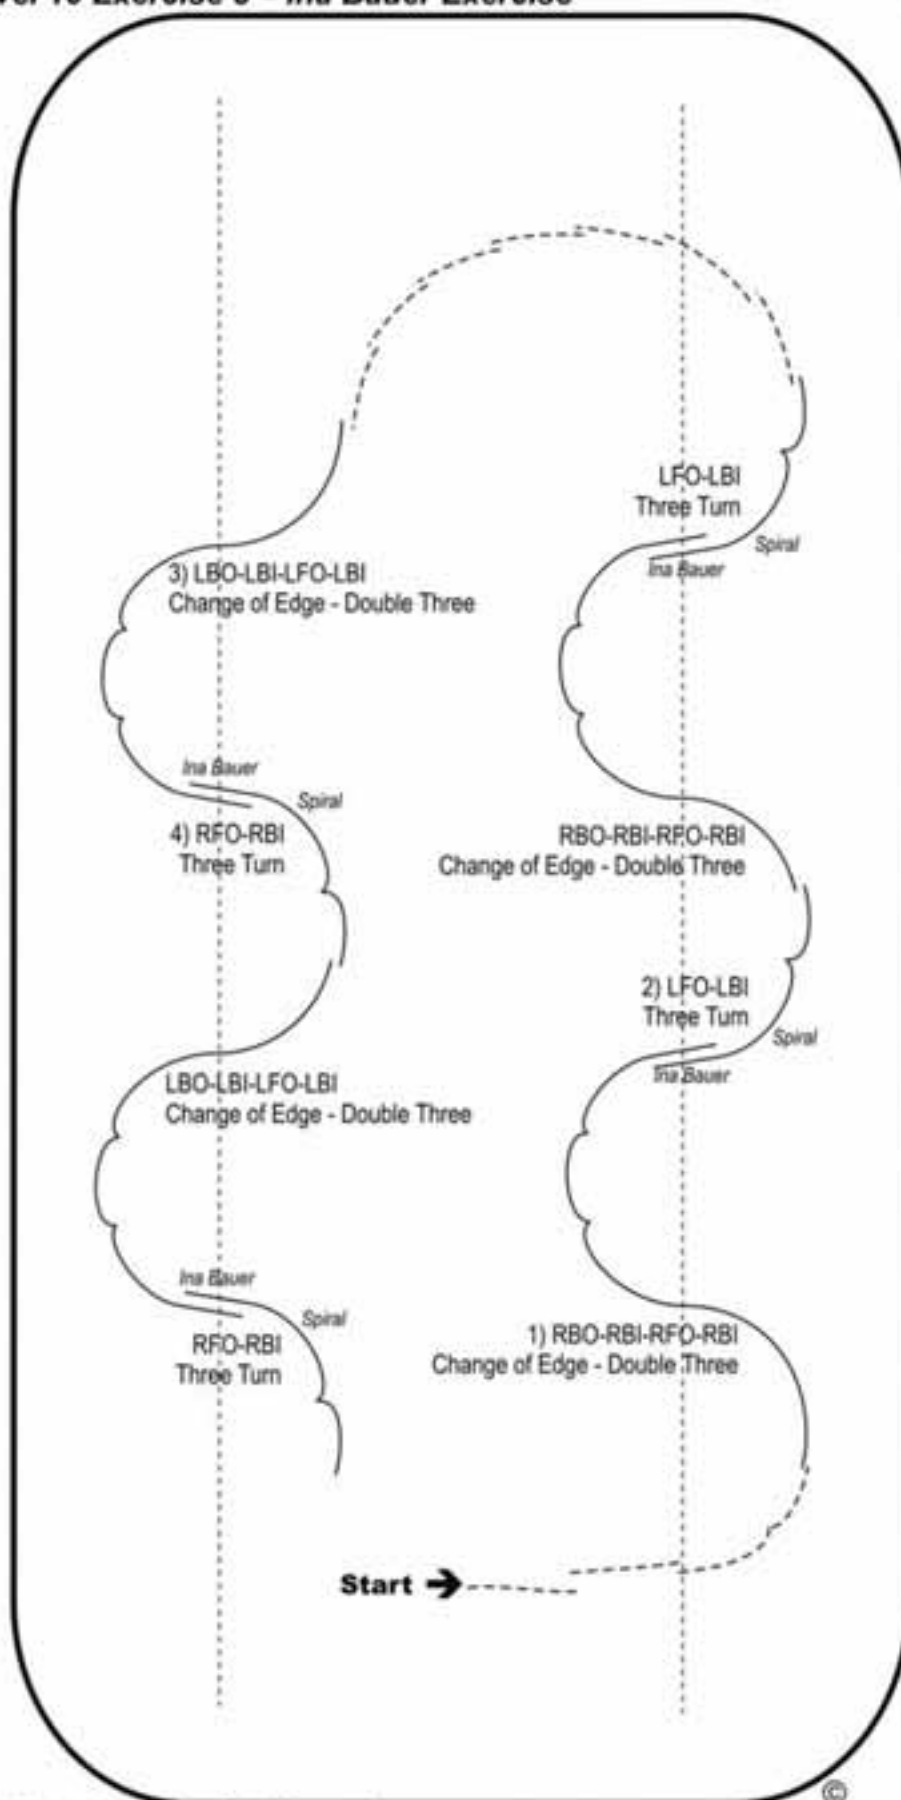 Exercise
LFO-LBI
Three Turn
Spiral
Ina Bauer
3) LBO-LBI-LFO-LBI
Change of Edge - Double Three
Ina Bauer
Spiral
4) RFO-RBI
Three Turn
RBO-RBI-RFO-RBI
Change of Edge - Double Three
2) LFO-LBI
Three Turn
Spiral
Ina Bauer
LBO-LBI-LFO-LBI
Change of Edge - Double Three
Ina Bauer
Spiral
RFO-RBI
Three Turn
1) RBO-RBI-RFO-RBI
Change of Edge - Double Three
Start →
©